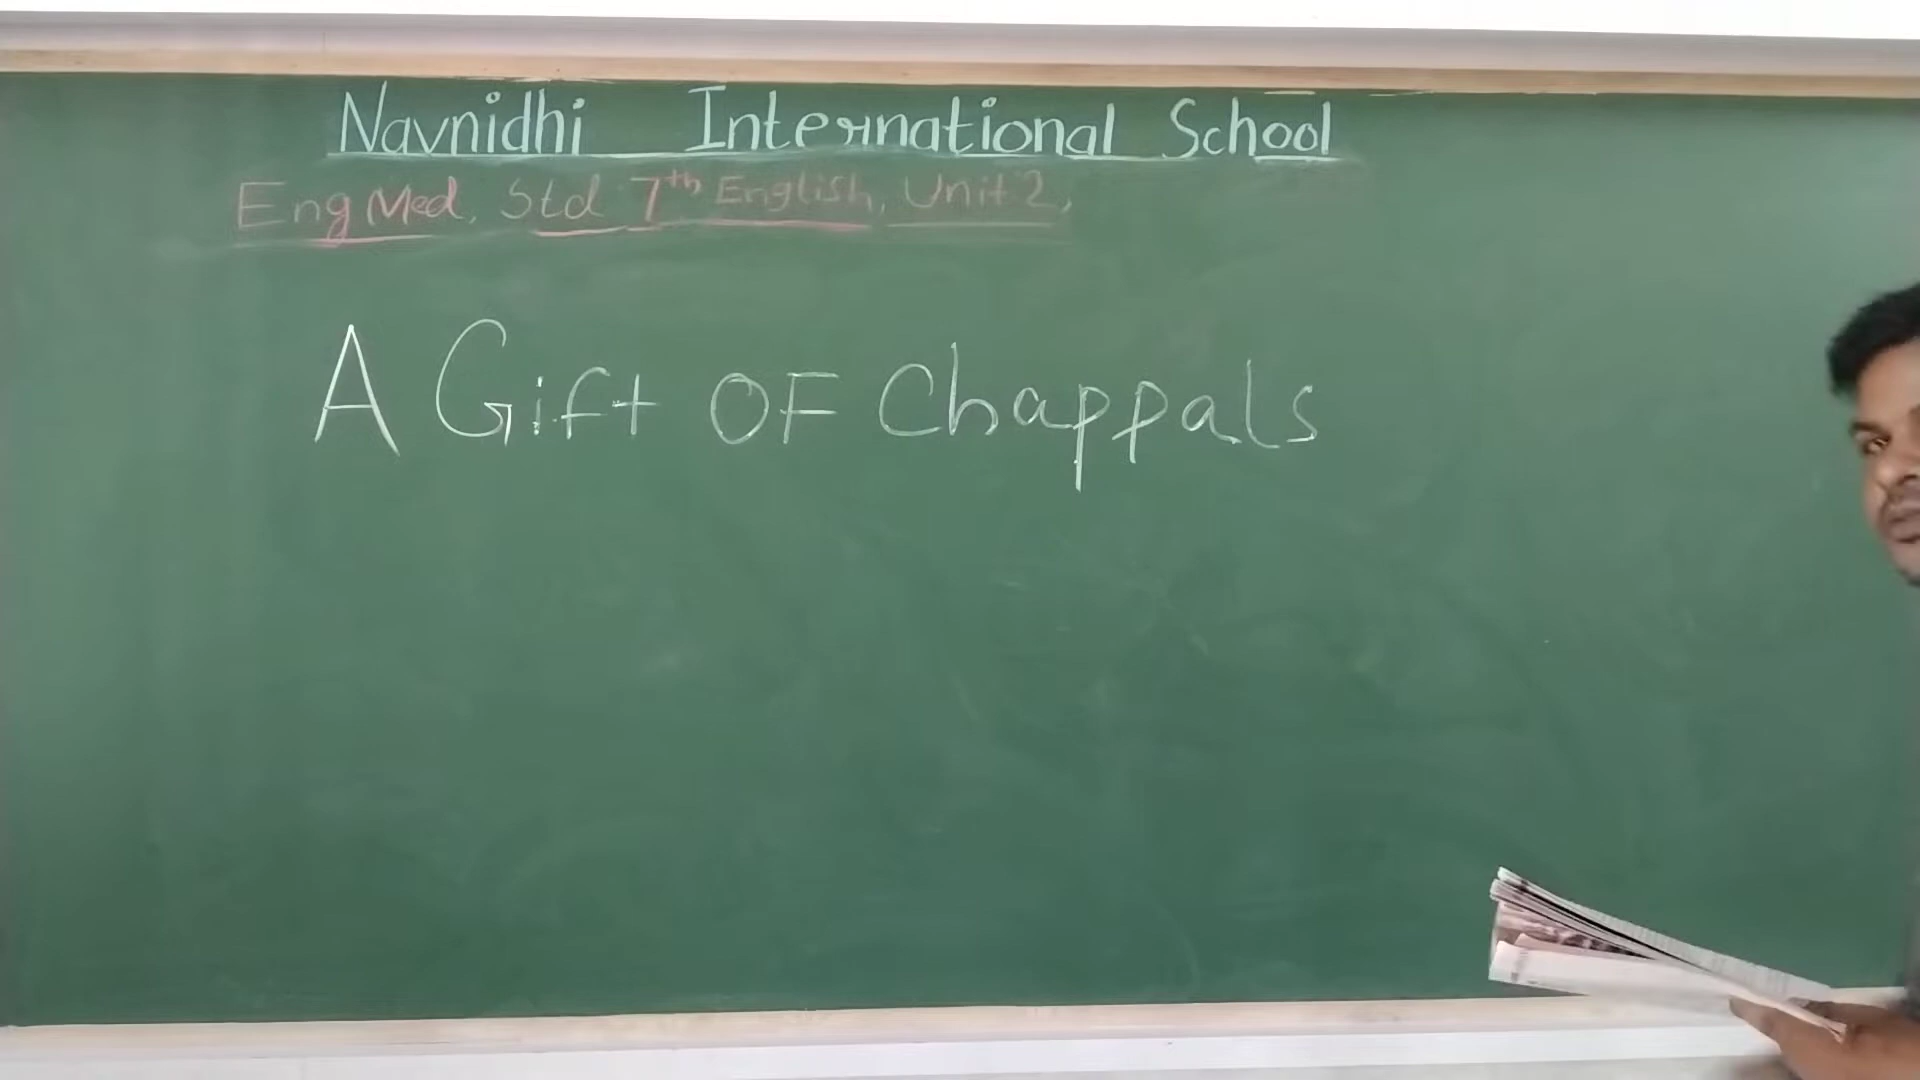 Navnidhi International School
Eng Med, Std 7th English, Unit 2,
A Gift OF Chappals